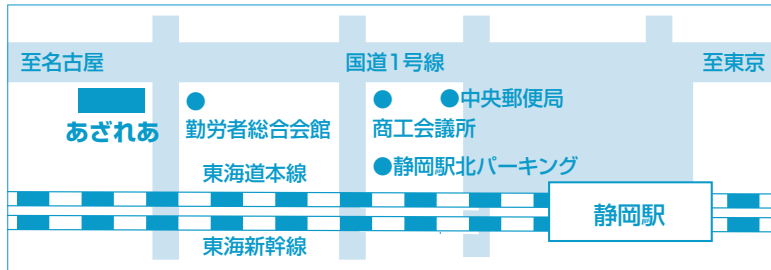 至名古屋
国道1号線
至東京
中央郵便局
あざれあ
勤労者総合会館
商工会議所
静岡駅北パーキング
東海道本線
静岡駅
東海新幹線